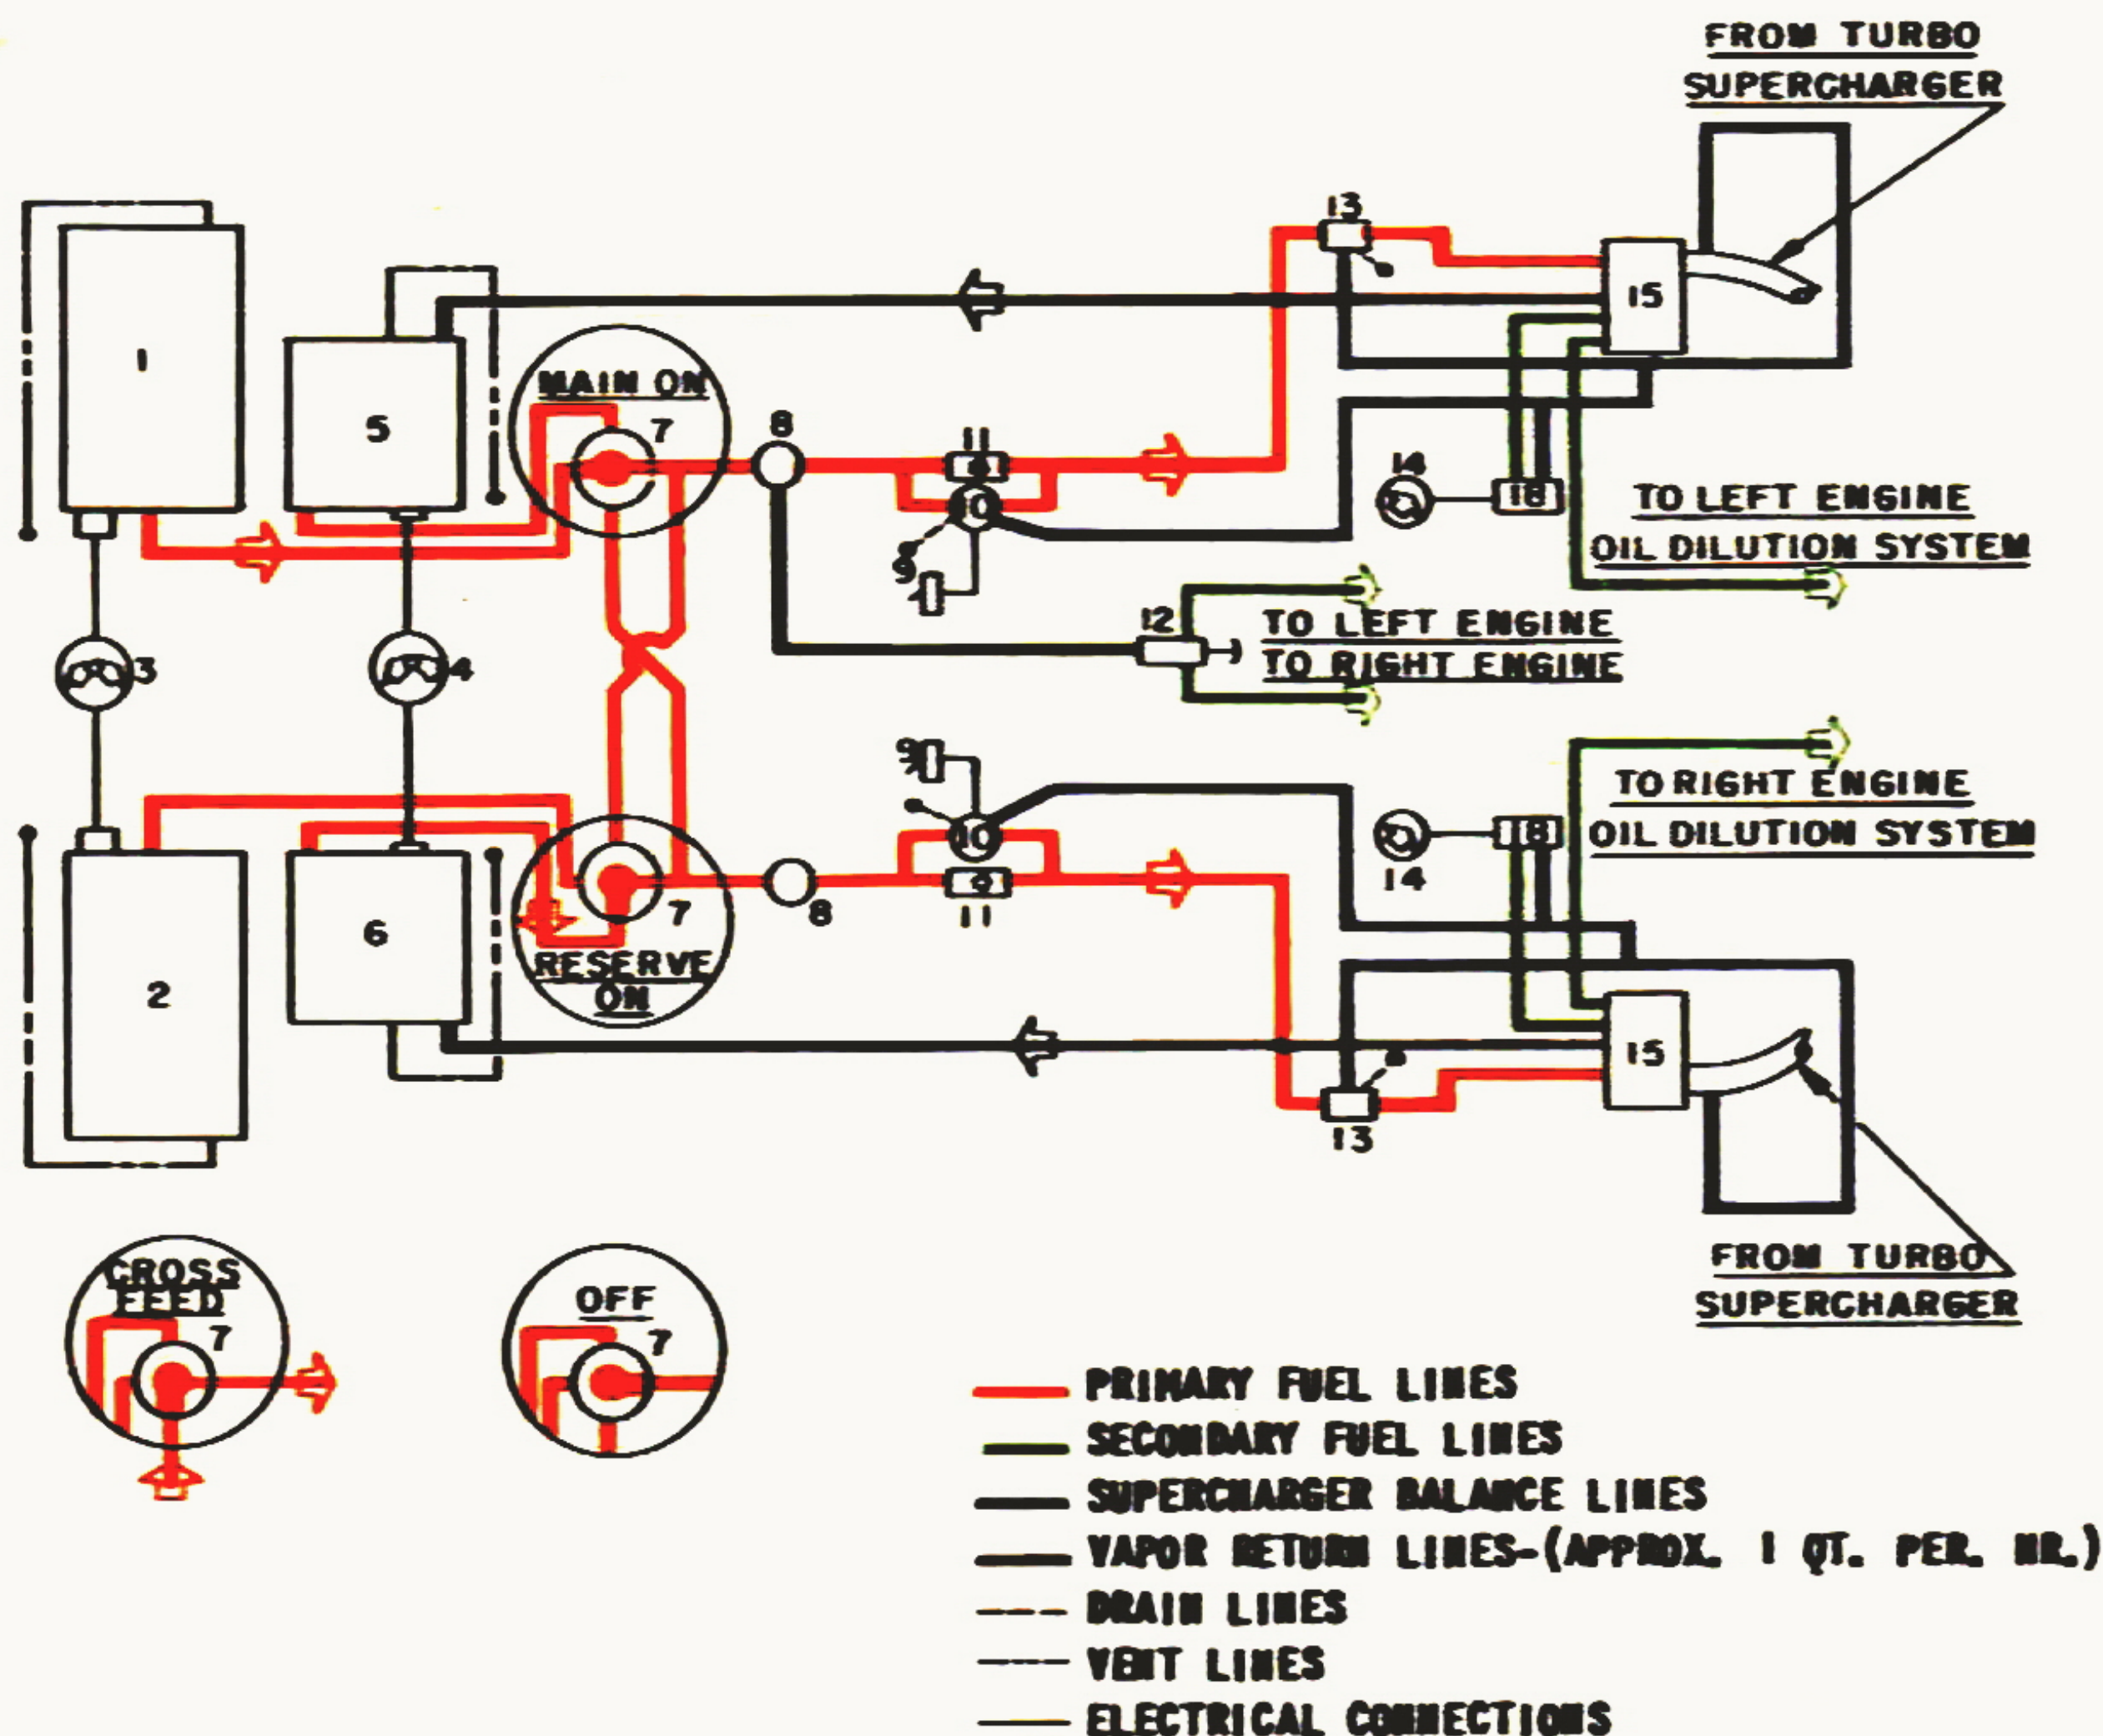 FROM TURBO
SUPERCHARGER
13
1
15
MAIN ON
5
7
8
11
14
10
18
TO LEFT ENGINE
OIL DILUTION SYSTEM
9
12
TO LEFT ENGINE
TO RIGHT ENGINE
3
4
9
TO RIGHT ENGINE
10
18
OIL DILUTION SYSTEM
14
7
8
11
6
RESERVE
ON
2
15
13
FROM TURBO
SUPERCHARGER
CROSS
FEED
7
OFF
7
PRIMARY FUEL LINES
SECONDARY FUEL LINES
SUPERCHARGER BALANCE LINES
VAPOR RETURN LINES-(APPROX. 1 QT. PER. HR.)
DRAIN LINES
VENT LINES
ELECTRICAL CONNECTIONS